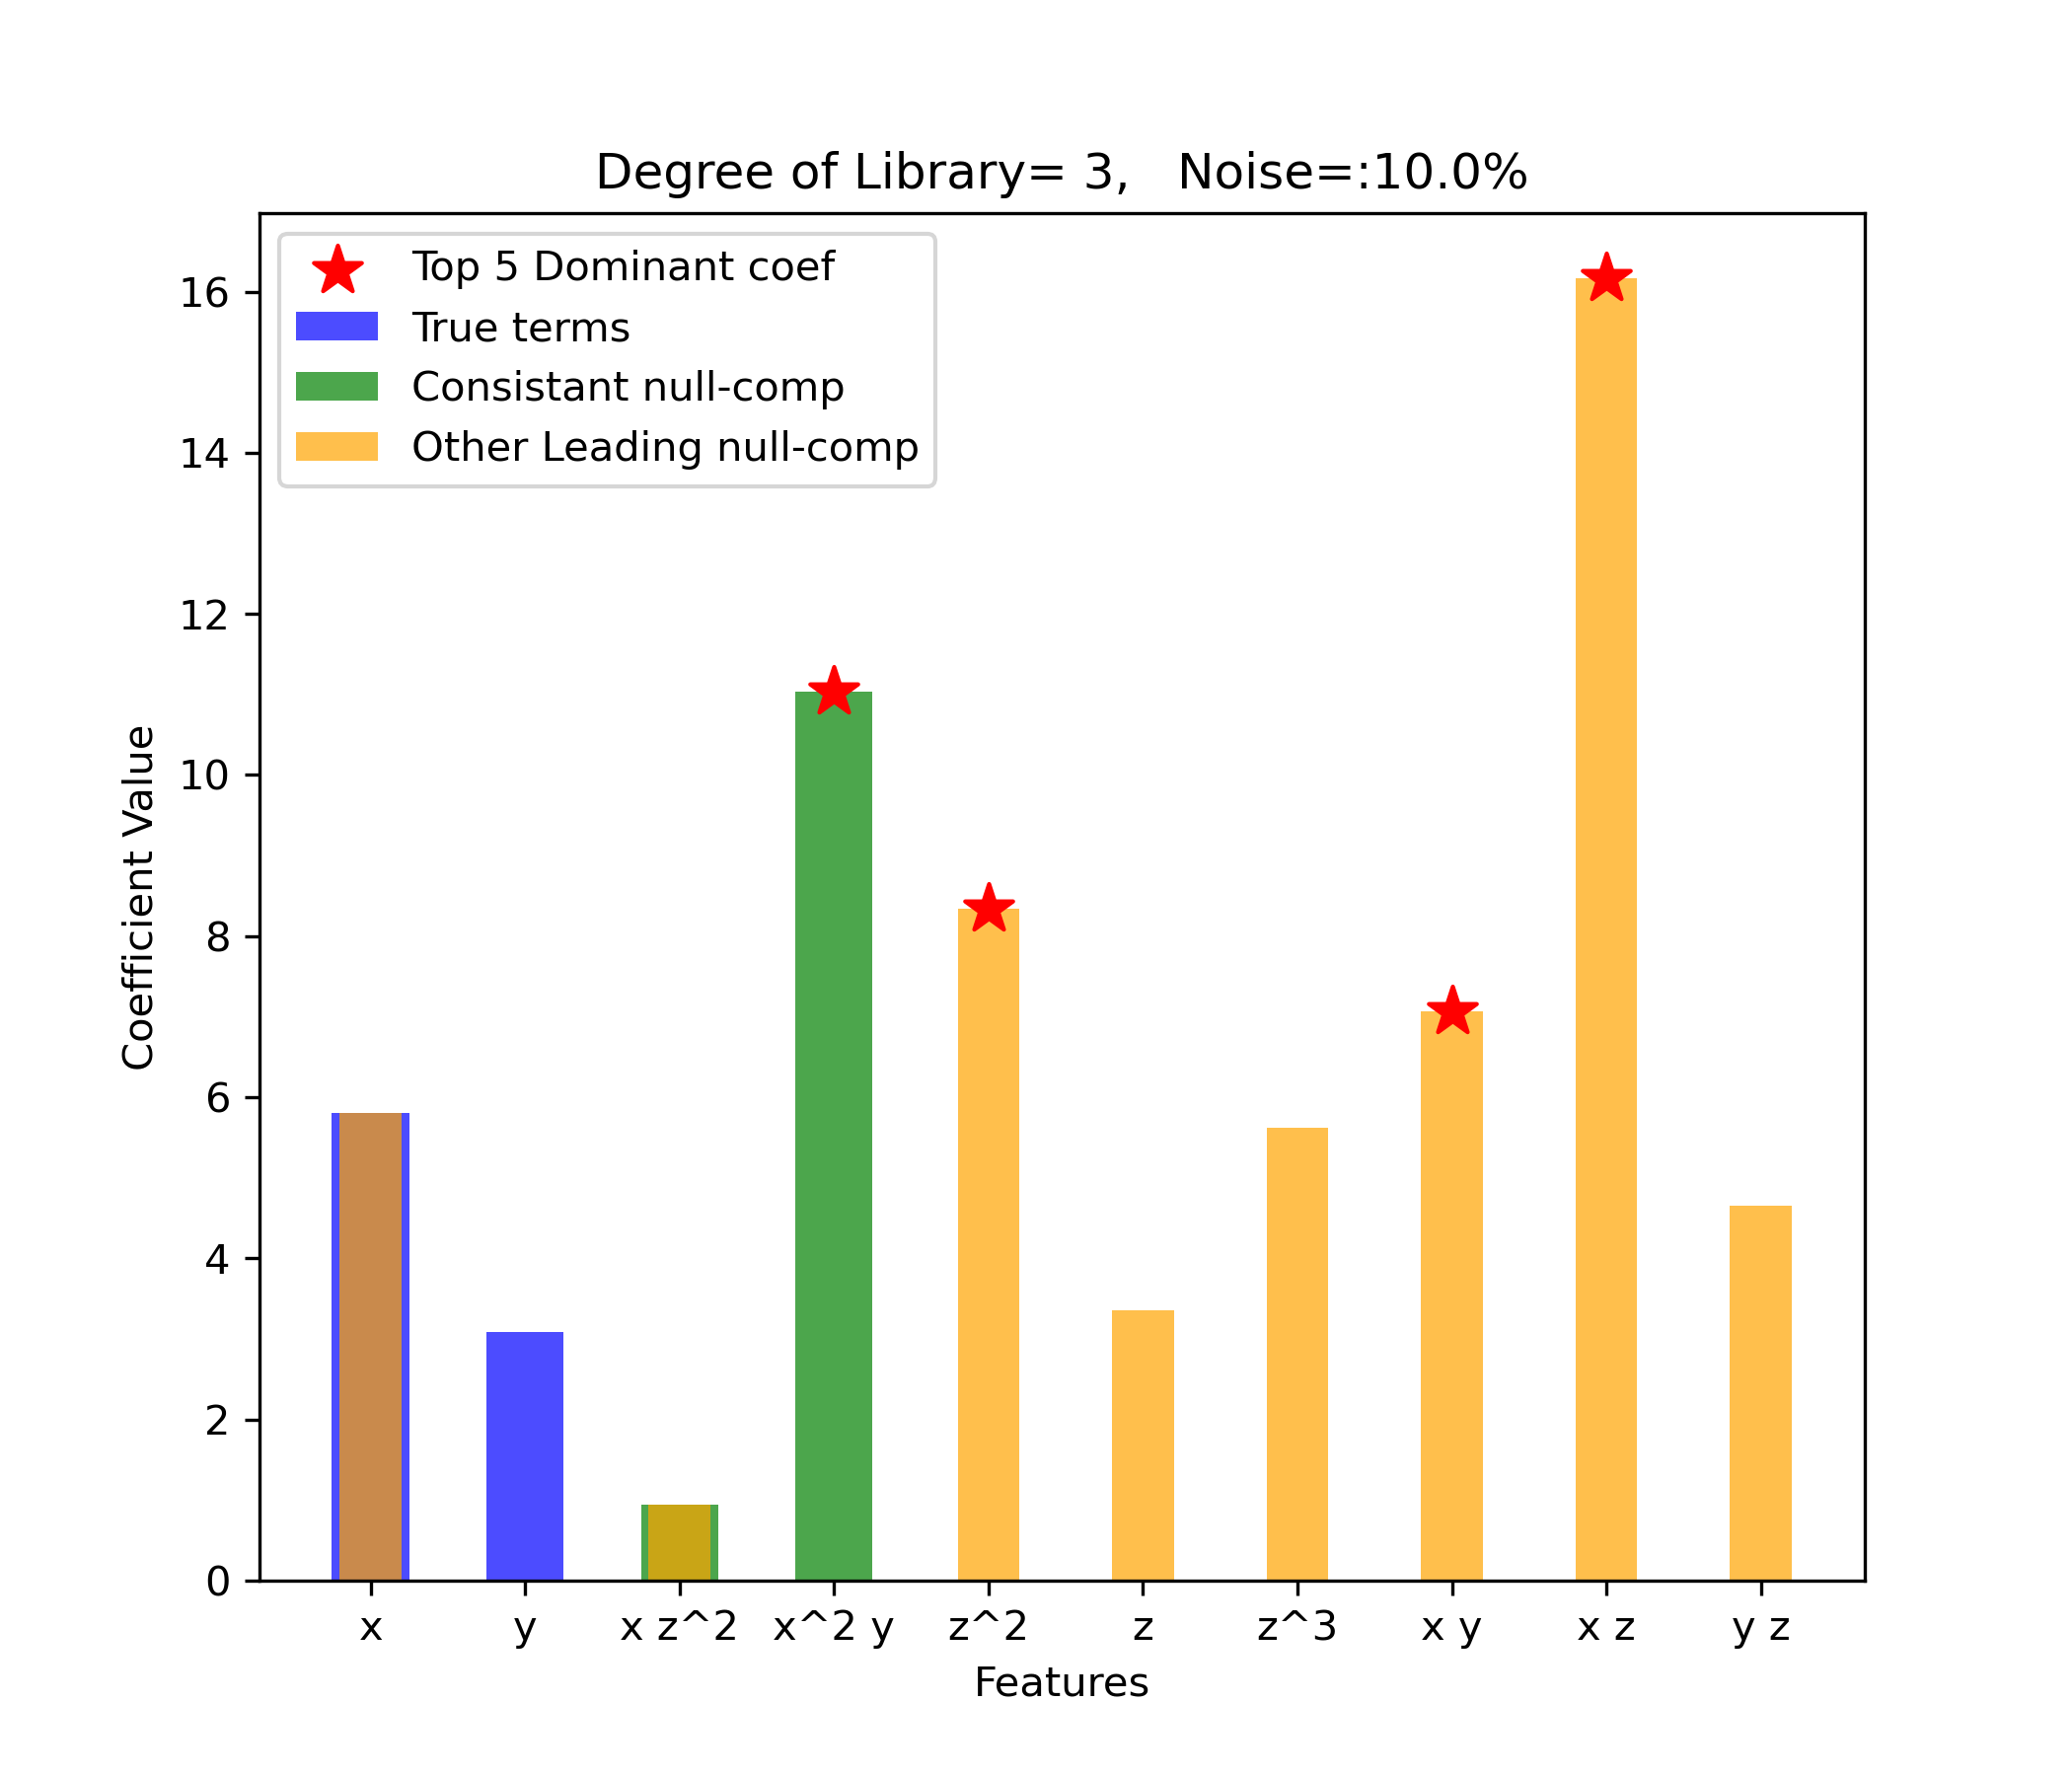 Degree of Library= 3,   Noise=:10.0%
Top 5 Dominant coef
True terms
Consistant null-comp
Other Leading null-comp
16
14
12
10
8
6
4
2
0
Coefficient Value
x y x z^2 x^2 y z^2 z z^3 x y x z y z
Features